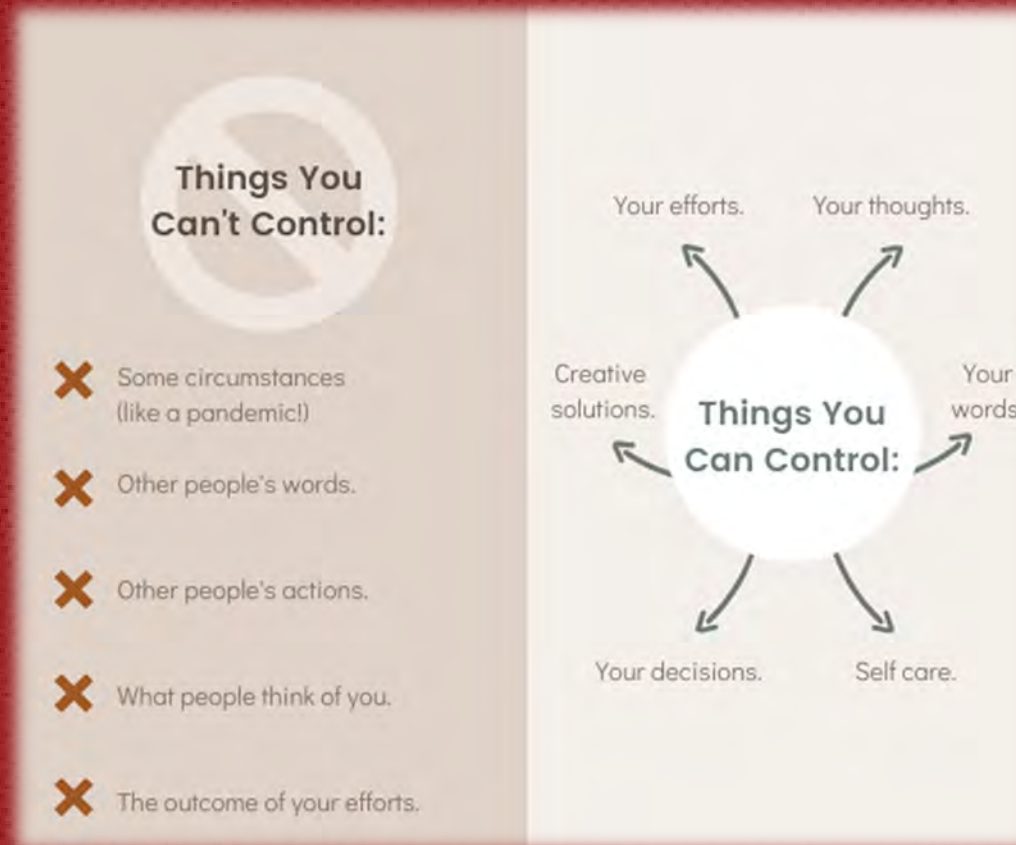 Things You
Can't Control:
Some circumstances
(like a pandemic!)
Other people's words.
Other people's actions.
What people think of you.
The outcome of your efforts.
Your efforts.
Your thoughts.
Creative
solutions.
Things You
Can Control:
Your
words
Your decisions.
Self care.